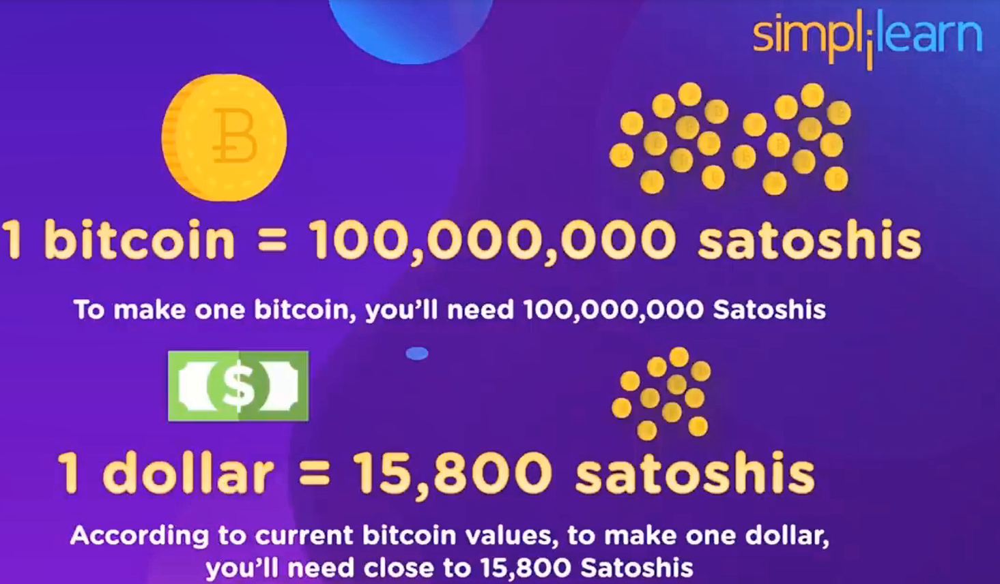 simplilearn
1 bitcoin = 100,000,000 satoshis
To make one bitcoin, you’ll need 100,000,000 Satoshis
1 dollar = 15,800 satoshis
According to current bitcoin values, to make one dollar,
you’ll need close to 15,800 Satoshis